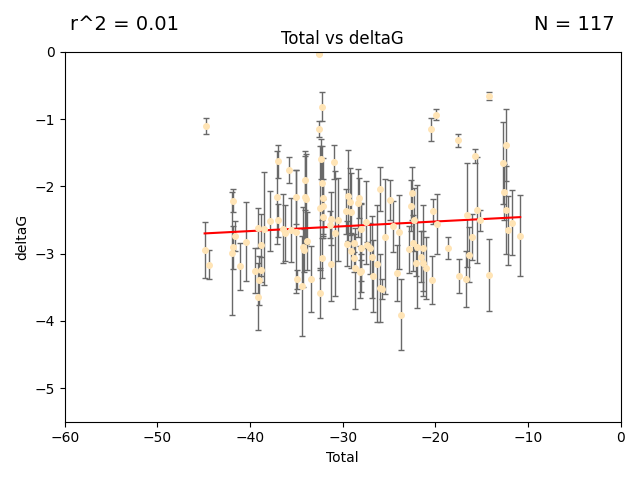 r^2 = 0.01
N = 117
Total vs deltaG
0
−1
−2
−3
−4
−5
deltaG
−60
−50
−40
−30
−20
−10
0
Total